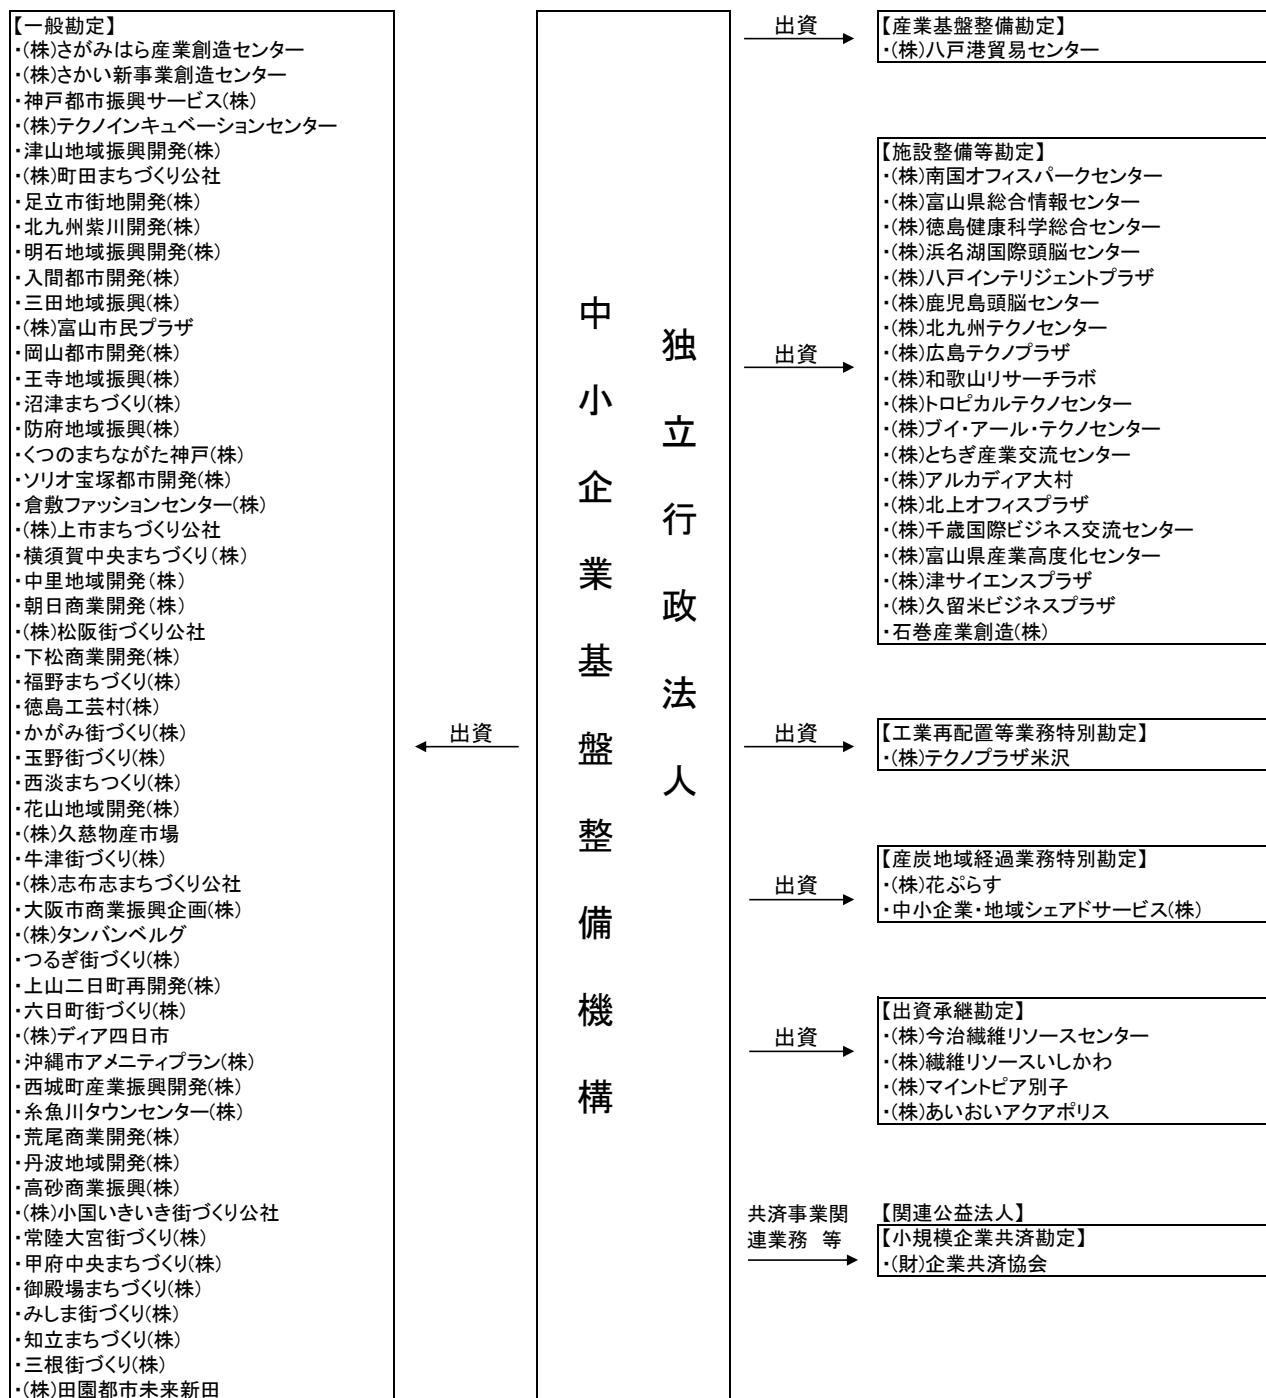 【一般勘定】
・(株)さがみはら産業創造センター
・(株)さかい新事業創造センター
・神戸都市振興サービス(株)
・(株)テクノインキュベーションセンター
・津山地域振興開発(株)
・(株)町田まちづくり公社
・足立市街地開発(株)
・北九州紫川開発(株)
・明石地域振興開発(株)
・入間都市開発(株)
・三田地域振興(株)
・(株)富山市民プラザ
・岡山都市開発(株)
・王寺地域振興(株)
・沼津まちづくり(株)
・防府地域振興(株)
・くつのまちながた神戸(株)
・ソリオ宝塚都市開発(株)
・倉敷ファッションセンター(株)
・(株)上市まちづくり公社
・横須賀中央まちづくり(株)
・中里地域開発(株)
・朝日商業開発(株)
・(株)松阪街づくり公社
・下松商業開発(株)
・福野まちづくり(株)
・徳島工芸村(株)
・かがみ街づくり(株)
・玉野街づくり(株)
・西淡まちつくり(株)
・花山地域開発(株)
・(株)久慈物産市場
・牛津街づくり(株)
・(株)志布志まちづくり公社
・大阪市商業振興企画(株)
・(株)タンバンベルグ
・つるぎ街づくり(株)
・上山二日町再開発(株)
・六日町街づくり(株)
・(株)ディア四日市
・沖縄市アメニティプラン(株)
・西城町産業振興開発(株)
・糸魚川タウンセンター(株)
・荒尾商業開発(株)
・丹波地域開発(株)
・高砂商業振興(株)
・(株)小国いきいき街づくり公社
・常陸大宮街づくり(株)
・甲府中央まちづくり(株)
・御殿場まちづくり(株)
・みしま街づくり(株)
・知立まちづくり(株)
・三根街づくり(株)
・(株)田園都市未来新田
出資
独立行政法人
中小企業基盤整備機構
出資
【産業基盤整備勘定】
・(株)八戸港貿易センター
出資
【施設整備等勘定】
・(株)南国オフィスパークセンター
・(株)富山県総合情報センター
・(株)徳島健康科学総合センター
・(株)浜名湖国際頭脳センター
・(株)八戸インテリジェントプラザ
・(株)鹿児島頭脳センター
・(株)北九州テクノセンター
・(株)広島テクノプラザ
・(株)和歌山リサーチラボ
・(株)トロピカルテクノセンター
・(株)ブイ・アール・テクノセンター
・(株)とちぎ産業交流センター
・(株)アルカディア大村
・(株)北上オフィスプラザ
・(株)千歳国際ビジネス交流センター
・(株)富山県産業高度化センター
・(株)津サイエンスプラザ
・(株)久留米ビジネスプラザ
・石巻産業創造(株)
出資
【工業再配置等業務特別勘定】
・(株)テクノプラザ米沢
出資
【産炭地域経過業務特別勘定】
・(株)花ぷらす
・中小企業・地域シェアドサービス(株)
出資
【出資承継勘定】
・(株)今治繊維リソースセンター
・(株)繊維リソースいしかわ
・(株)マイントピア別子
・(株)あいおいアクアポリス
共済事業関
連業務 等
【関連公益法人】
【小規模企業共済勘定】
・(財)企業共済協会